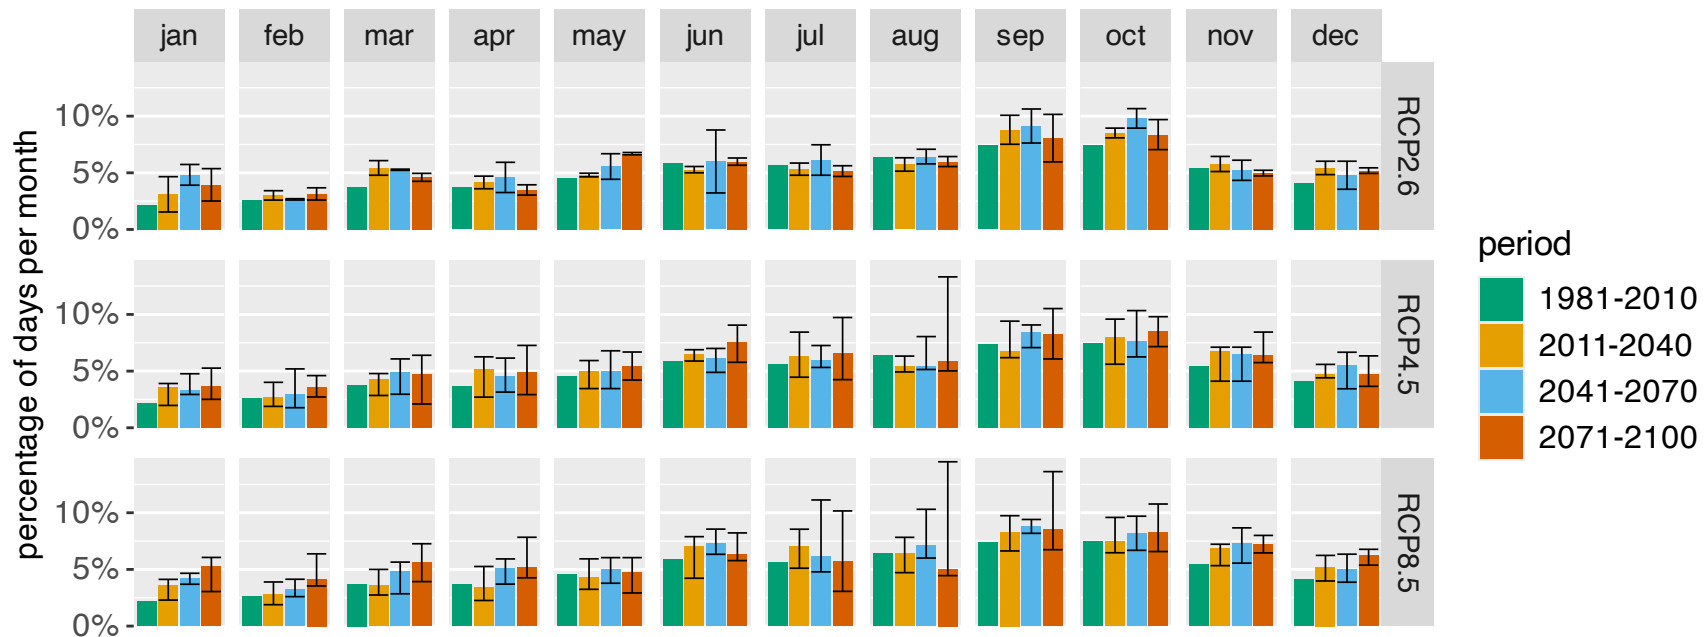 jan feb mar apr may jun jul aug sep oct nov dec
percentage of days per month
10%
5%
0%
RCP2.6
10%
5%
0%
RCP4.5
10%
5%
0%
RCP8.5
period
1981-2010
2011-2040
2041-2070
2071-2100